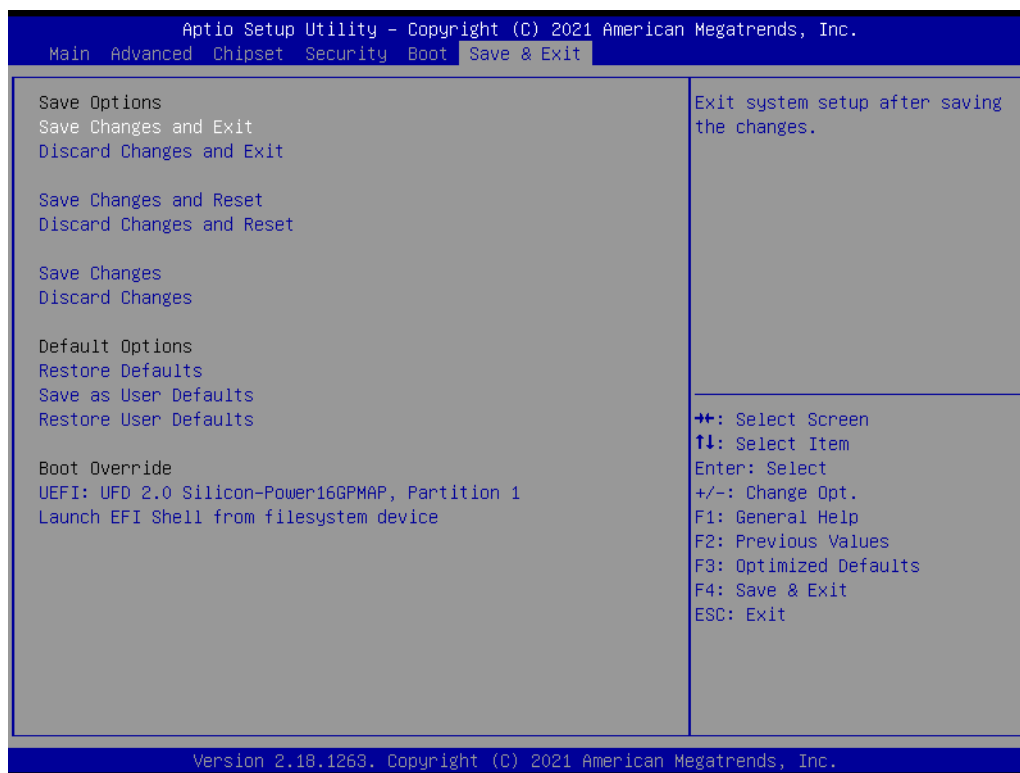 Aptio Setup Utility – Copyright (C) 2021 American Megatrends, Inc.
Main Advanced Chipset Security Boot Save & Exit
Save Options
Save Changes and Exit
Discard Changes and Exit
Save Changes and Reset
Discard Changes and Reset
Save Changes
Discard Changes
Default Options
Restore Defaults
Save as User Defaults
Restore User Defaults
Boot Override
UEFI: UFD 2.0 Silicon-Power16GPMAP, Partition 1
Launch EFI Shell from filesystem device
Exit system setup after saving
the changes.
→←: Select Screen
↑↓: Select Item
Enter: Select
+/-: Change Opt.
F1: General Help
F2: Previous Values
F3: Optimized Defaults
F4: Save & Exit
ESC: Exit
Version 2.18.1263. Copyright (C) 2021 American Megatrends, Inc.